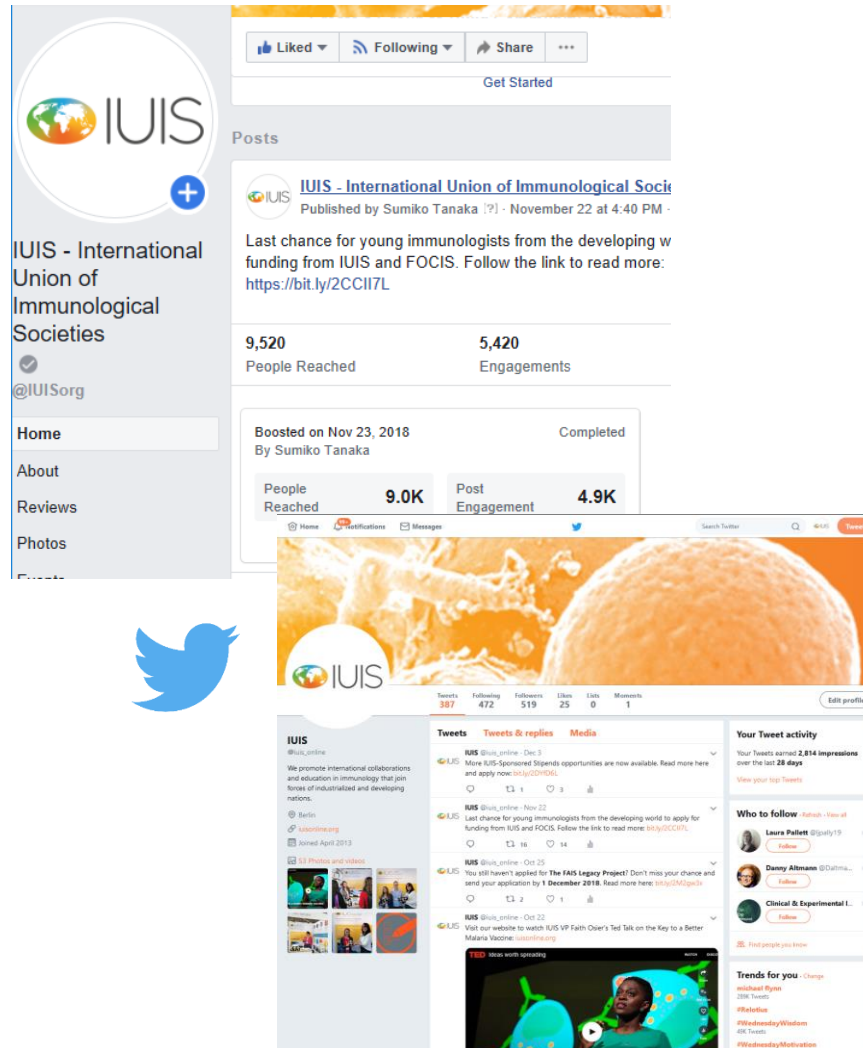 Liked
Following
Share
Get Started
IUIS
Posts
IUIS
IUIS - International Union of Immunological Socie
Published by Sumiko Tanaka [?] · November 22 at 4:40 PM ·
Last chance for young immunologists from the developing w
funding from IUIS and FOCIS. Follow the link to read more:
https://bit.ly/2CCII7L
IUIS - International
Union of
Immunological
Societies
@IUISorg
9,520
People Reached
5,420
Engagements
Home
About
Reviews
Photos
Events
Boosted on Nov 23, 2018
Completed
By Sumiko Tanaka
People
Reached
9.0K
Post
Engagement
4.9K
Home
99+
Notifications
Messages
Search Twitter
IUIS
Tweet
IUIS
Tweets
387
Following
472
Followers
519
Likes
25
Lists
0
Moments
1
Edit profile
IUIS
@iuis_online
We promote international collaborations
and education in immunology that join
forces of industrialized and developing
nations.
Berlin
iuisonline.org
Joined April 2013
53 Photos and videos
Tweets
Tweets & replies
Media
IUIS @iuis_online · Dec 3
More IUIS-Sponsored Stipends opportunities are now available. Read more here
and apply now:
1
3
IUIS @iuis_online · Nov 22
Last chance for young immunologists from the developing world to apply for
funding from IUIS and FOCIS. Follow the link to read more: bit.ly/2CCII7L
16
14
IUIS @iuis_online · Oct 25
You still haven't applied for The FAIS Legacy Project? Don't miss your chance and
send your application by 1 December 2018. Read more here:
2
1
IUIS @iuis_online · Oct 22
Visit our website to watch IUIS VP Faith Osier's Ted Talk on the Key to a Better
Malaria Vaccine: iuisonline.org
TED Ideas worth spreading
Your Tweet activity
Your Tweets earned 2,814 impressions
over the last 28 days
View your top Tweets
Who to follow · Refresh · View all
Laura Pallett @ljpally19
Follow
Danny Altmann @Daltma...
Follow
Clinical & Experimental I...
Follow
Find people you know
Trends for you · Change
michael flynn
Tweets
#Relotius
#WednesdayWisdom
49K Tweets
#WednesdayMotivation